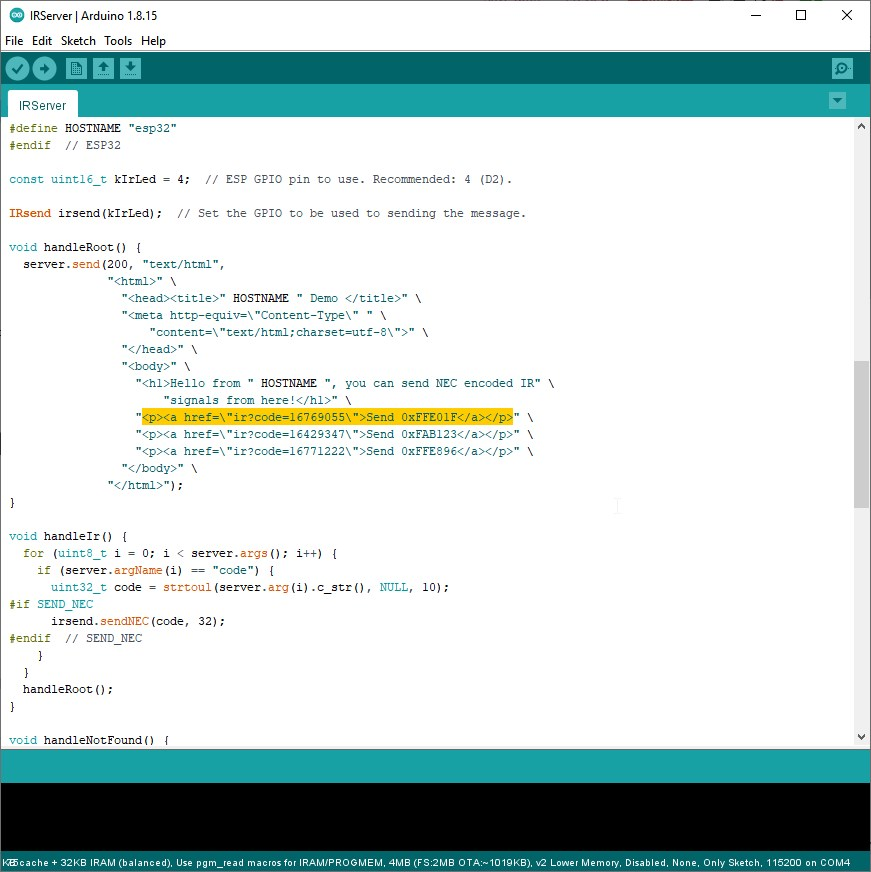 IRServer | Arduino 1.8.15
File Edit Sketch Tools Help
IRServer
#define HOSTNAME "esp32"
#endif  // ESP32
const uint16_t kIrLed = 4;  // ESP GPIO pin to use. Recommended: 4 (D2).
IRsend irsend(kIrLed);  // Set the GPIO to be used to sending the message.
void handleRoot() {
  server.send(200, "text/html",
              "<html>" \
                "<head><title>" HOSTNAME " Demo </title>" \
                "<meta http-equiv=\"Content-Type\" " \
                    "content=\"text/html;charset=utf-8\">" \
                "</head>" \
                "<body>" \
                  "<h1>Hello from " HOSTNAME ", you can send NEC encoded IR" \
                      "signals from here!</h1>" \
                  "<p><a href=\"ir?code=16769055\">Send 0xFFE01F</a></p>" \
                  "<p><a href=\"ir?code=16429347\">Send 0xFAB123</a></p>" \
                  "<p><a href=\"ir?code=16771222\">Send 0xFFE896</a></p>" \
                "</body>" \
              "</html>");
}
void handleIr() {
  for (uint8_t i = 0; i < server.args(); i++) {
    if (server.argName(i) == "code") {
      uint32_t code = strtoul(server.arg(i).c_str(), NULL, 10);
#if SEND_NEC
      irsend.sendNEC(code, 32);
#endif  // SEND_NEC
    }
  }
  handleRoot();
}
void handleNotFound() {
cache + 32KB IRAM (balanced), Use pgm_read macros for IRAM/PROGMEM, 4MB (FS:2MB OTA:~1019KB), v2 Lower Memory, Disabled, None, Only Sketch, 115200 on COM4